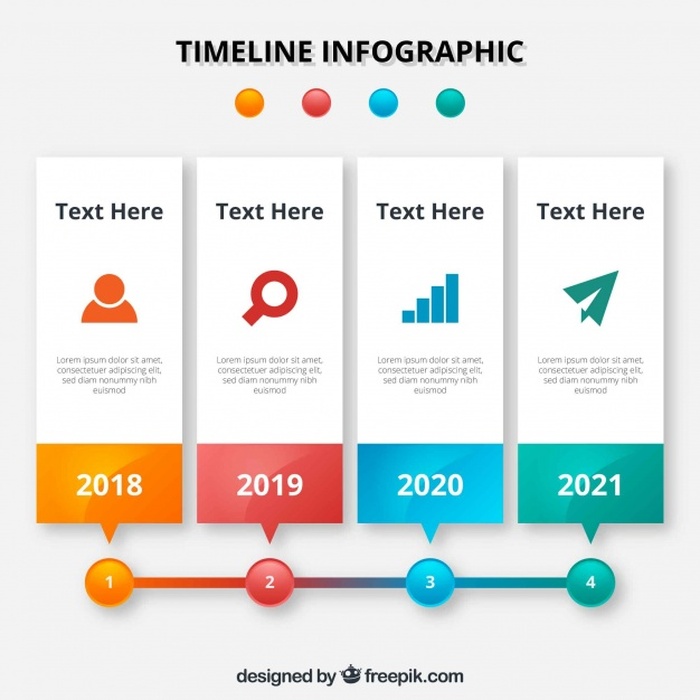 TIMELINE INFOGRAPHIC
Text Here
Lorem ipsum dolor sit amet,
consectetuer adipiscing elit,
sed diam nonummy nibh
euismod
2018
1
Text Here
Lorem ipsum dolor sit amet,
consectetuer adipiscing elit,
sed diam nonummy nibh
euismod
2019
2
Text Here
Lorem ipsum dolor sit amet,
consectetuer adipiscing elit,
sed diam nonummy nibh
euismod
2020
3
Text Here
Lorem ipsum dolor sit amet,
consectetuer adipiscing elit,
sed diam nonummy nibh
euismod
2021
4
designed by freepik.com